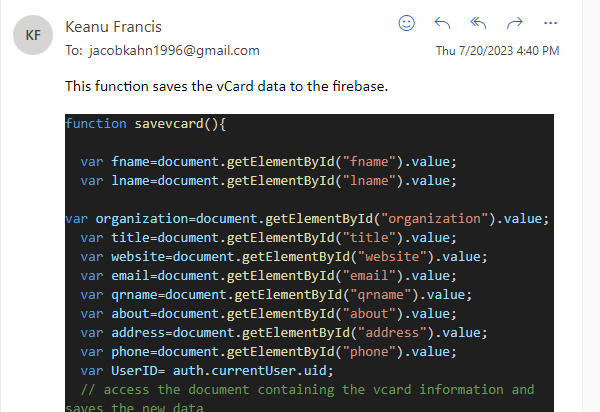 KF
Keanu Francis
To: jacobkahn1996@gmail.com
Thu 7/20/2023 4:40 PM
This function saves the vCard data to the firebase.
function savevcard(){
var fname=document.getElementById("fname").value;
var lname=document.getElementById("lname").value;
var organization=document.getElementById("organization").value;
var title=document.getElementById("title").value;
var website=document.getElementById("website").value;
var email=document.getElementById("email").value;
var qrname=document.getElementById("qrname").value;
var about=document.getElementById("about").value;
var address=document.getElementById("address").value;
var phone=document.getElementById("phone").value;
var UserID= auth.currentUser.uid;
// access the document containing the vcard information and
saves the new data